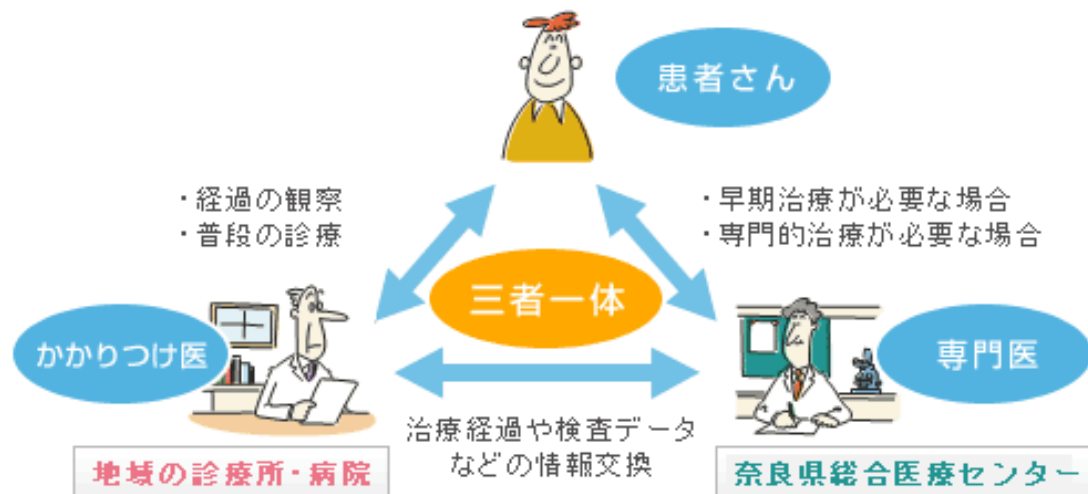 患者さん
・経過の観察
・普段の診療
・早期治療が必要な場合
・専門的治療が必要な場合
三者一体
かかりつけ医
専門医
治療経過や検査データ
などの情報交換
地域の診療所・病院
奈良県総合医療センター